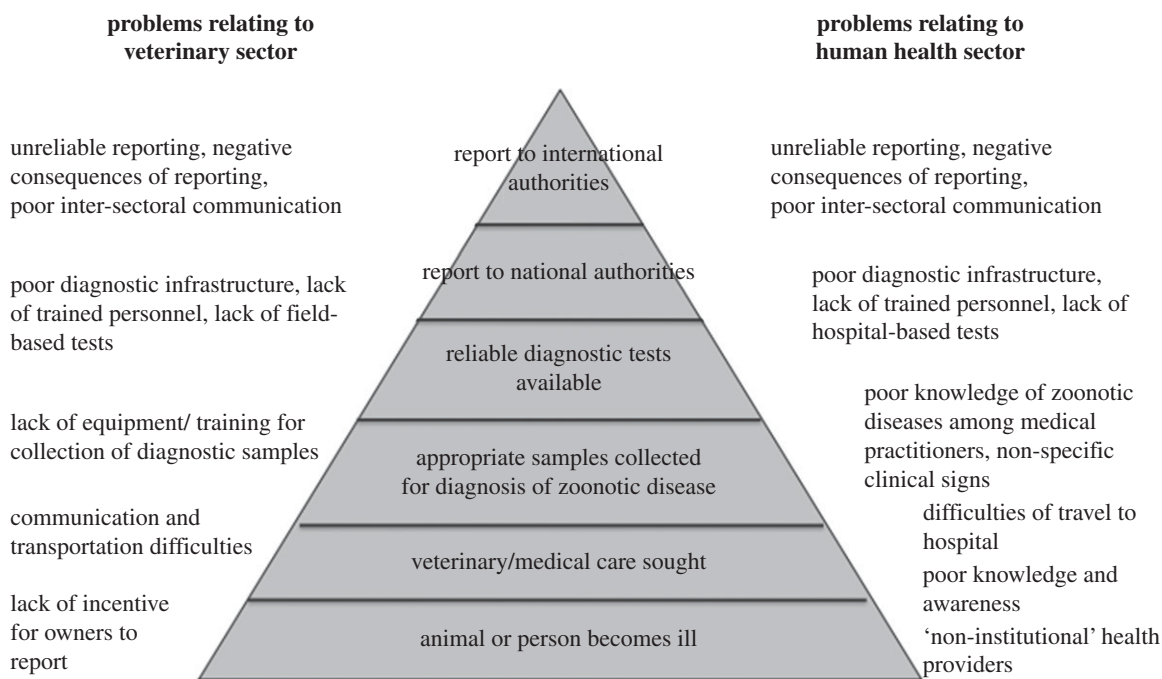 problems relating to
veterinary sector
problems relating to
human health sector
unreliable reporting, negative
consequences of reporting,
poor inter-sectoral communication
report to international
authorities
unreliable reporting, negative
consequences of reporting,
poor inter-sectoral communication
poor diagnostic infrastructure, lack
of trained personnel, lack of field-
based tests
report to national authorities
poor diagnostic infrastructure,
lack of trained personnel, lack of
hospital-based tests
reliable diagnostic tests
available
lack of equipment/ training for
collection of diagnostic samples
appropriate samples collected
for diagnosis of zoonotic disease
poor knowledge of zoonotic
diseases among medical
practitioners, non-specific
clinical signs
communication and
transportation difficulties
veterinary/medical care sought
difficulties of travel to
hospital
poor knowledge and
awareness
lack of incentive
for owners to
report
animal or person becomes ill
‘non-institutional’ health
providers